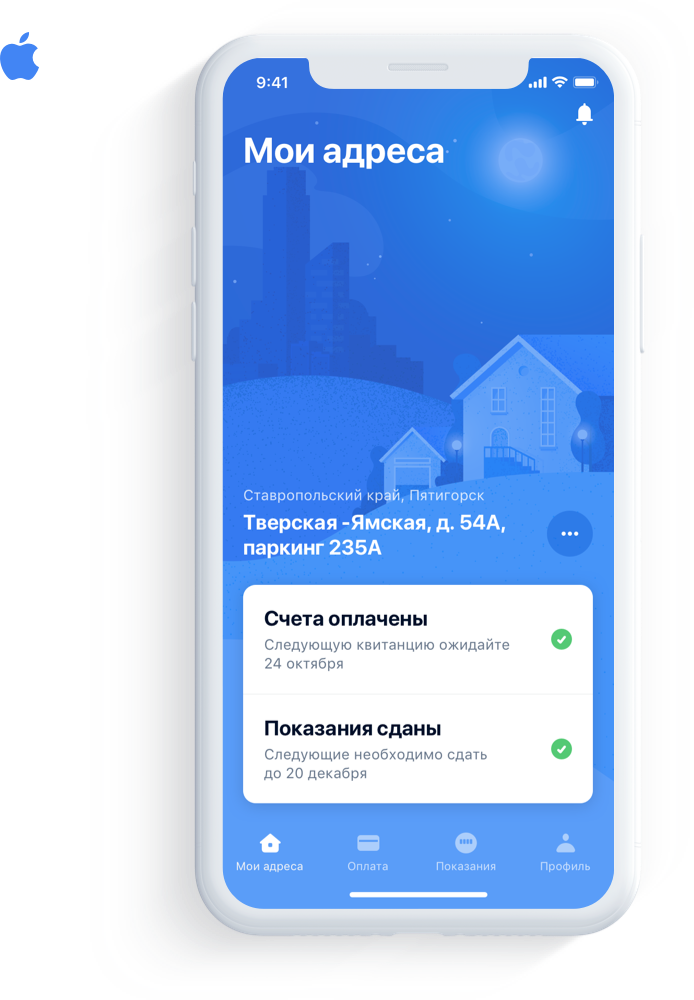 9:41
Мои адреса
Ставропольский край, Пятигорск
Тверская -Ямская, д. 54А,
паркинг 235А
Счета оплачены
Следующую квитанцию ожидайте
24 октября
Показания сданы
Следующие необходимо сдать
до 20 декабря
Мои адреса Оплата Показания Профиль